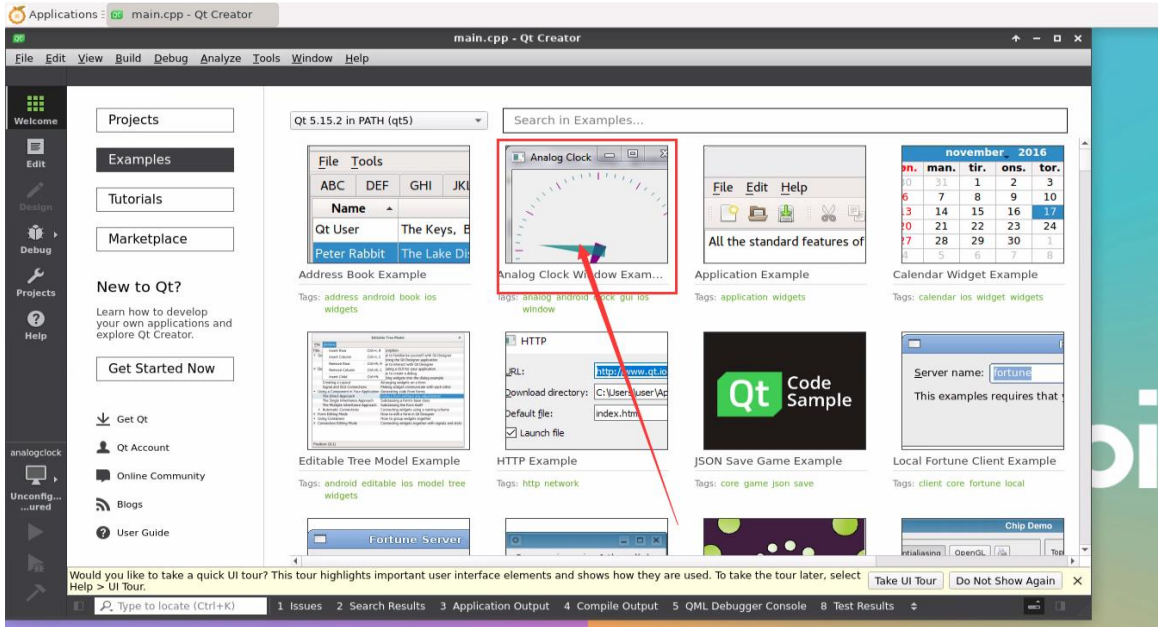 Applications
main.cpp - Qt Creator
main.cpp - Qt Creator
File Edit View Build Debug Analyze Tools Window Help
Welcome
Edit
Design
Debug
Projects
Help
analogclock
Unconfig...
...ured
Projects
Examples
Tutorials
Marketplace
New to Qt?
Learn how to develop
your own applications and
explore Qt Creator.
Get Started Now
Get Qt
Qt Account
Online Community
Blogs
User Guide
Qt 5.15.2 in PATH (qt5)
Search in Examples...
File Tools
ABC DEF GHI JKL
Name
Qt User The Keys, B
Peter Rabbit The Lake Di
Address Book Example
Tags: address android book ios
widgets
Analog Clock
Analog Clock Window Exam...
Tags: analog android clock gui ios
window
File Edit Help
All the standard features of
Application Example
Tags: application widgets
november 2016
man. tir. ons. tor.
31 1 2 3
7 8 9 10
14 15 16 17
21 22 23 24
28 29 30 1
5 6 7 8
Calendar Widget Example
Tags: calendar ios widget widgets
Editable Tree Model Example
Tags: android editable ios model tree
widgets
HTTP
URL: http://www.qt.io
Download directory: C:\Users\user\Ap
Default file: index.html
Launch file
HTTP Example
Tags: http network
Qt Code
Sample
JSON Save Game Example
Tags: core game json save
Server name: fortune
This examples requires that
Local Fortune Client Example
Tags: client core fortune local
Fortune Server
Chip Demo
OpenGL
Would you like to take a quick UI tour? This tour highlights important user interface elements and shows how they are used. To take the tour later, select
Help > UI Tour.
Take UI Tour
Do Not Show Again
Type to locate (Ctrl+K)
1 Issues 2 Search Results 3 Application Output 4 Compile Output 5 QML Debugger Console 8 Test Results